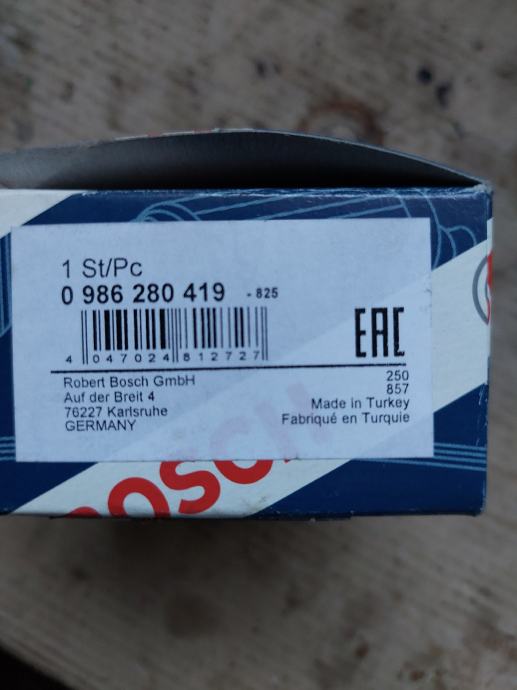 1 St/Pc
0 986 280 419 - 825
4 047024 812727
EAC
Robert Bosch GmbH
Auf der Breit 4
76227 Karlsruhe
GERMANY
250
857
Made in Turkey
Fabriqué en Turquie
BOSCH